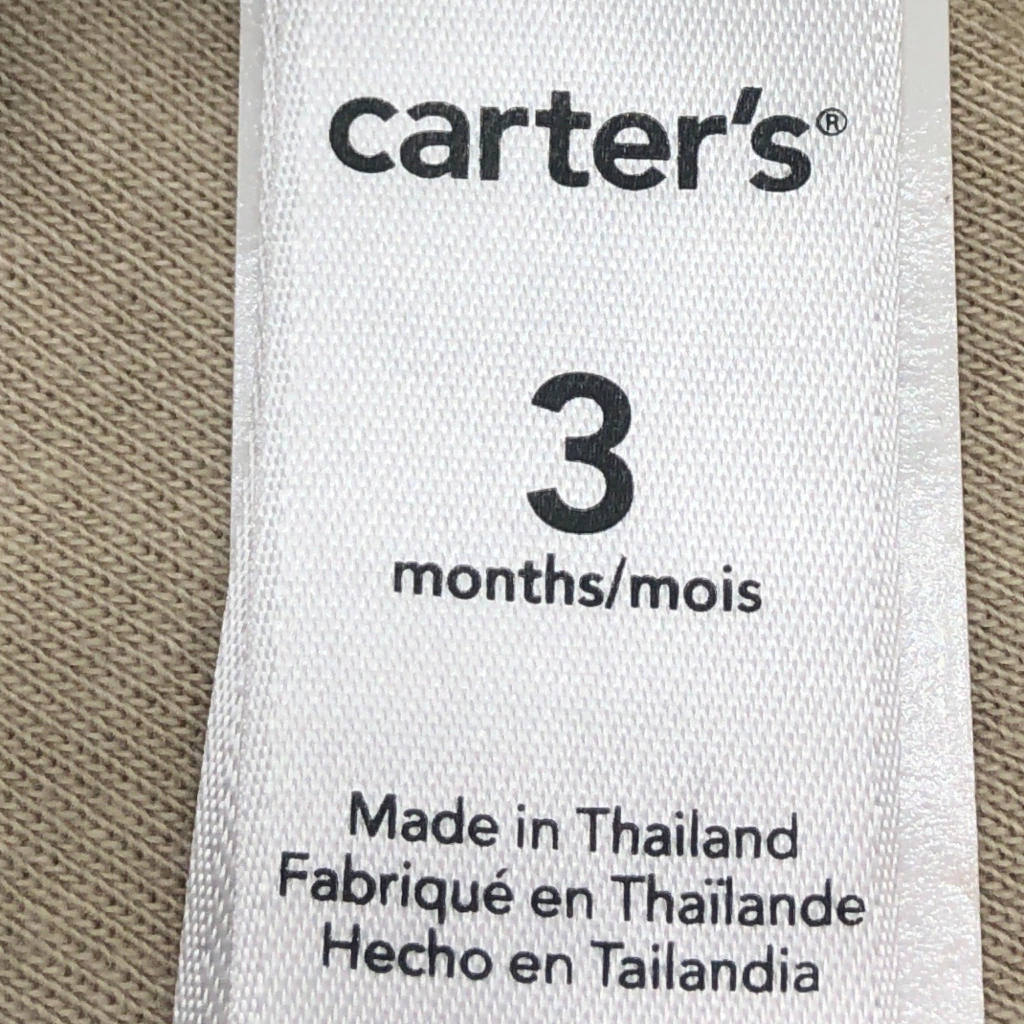 carter's®
3
months/mois
Made in Thailand
Fabriqué en Thaïlande
Hecho en Tailandia